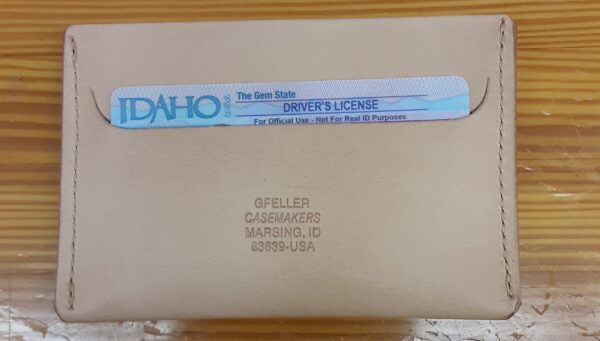 IDAHO
The Gem State
DRIVER'S LICENSE
For Official Use - Not For Real ID Purposes
GFELLER
CASEMAKERS
MARSING, ID
83639-USA